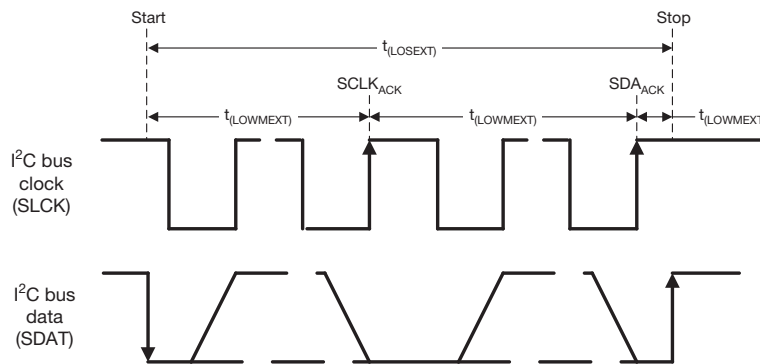 Start Stop
t(LOSEXT)
SCLKACK SDAACK
t(LOWMEXT) t(LOWMEXT) t(LOWMEXT)
I2C bus
clock
(SLCK)
I2C bus
data
(SDAT)